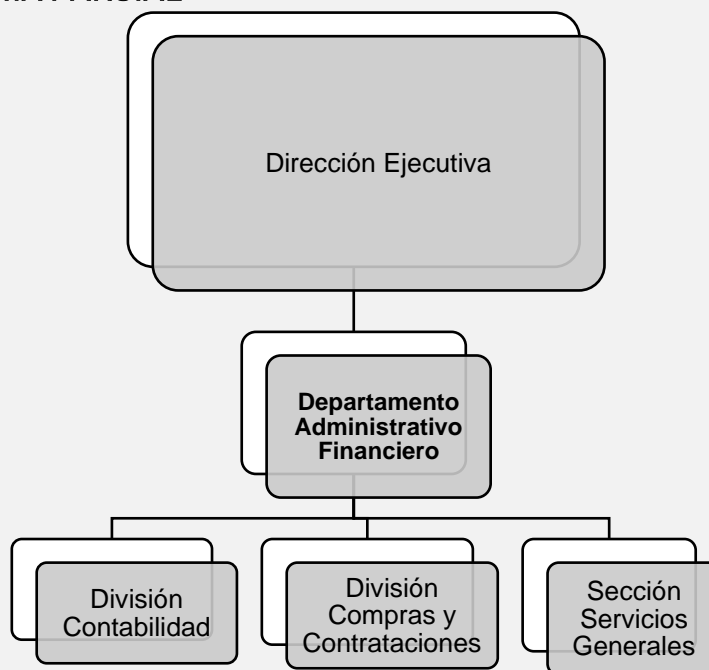 Dirección Ejecutiva
Departamento
Administrativo
Financiero
División
Contabilidad
División
Compras y
Contrataciones
Sección
Servicios
Generales